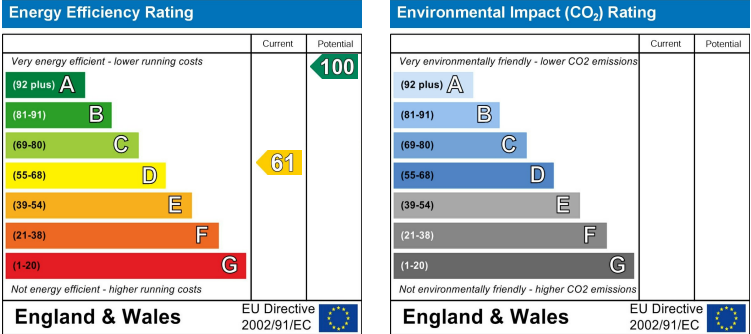 Energy Efficiency Rating
Current Potential
Very energy efficient - lower running costs
100
(92 plus) A
(81-91) B
(69-80) C
(55-68) D
61
(39-54) E
(21-38) F
(1-20) G
Not energy efficient - higher running costs
England & Wales
EU Directive
2002/91/EC
Environmental Impact (CO₂) Rating
Current Potential
Very environmentally friendly - lower CO2 emissions
(92 plus) A
(81-91) B
(69-80) C
(55-68) D
(39-54) E
(21-38) F
(1-20) G
Not environmentally friendly - higher CO2 emissions
England & Wales
EU Directive
2002/91/EC